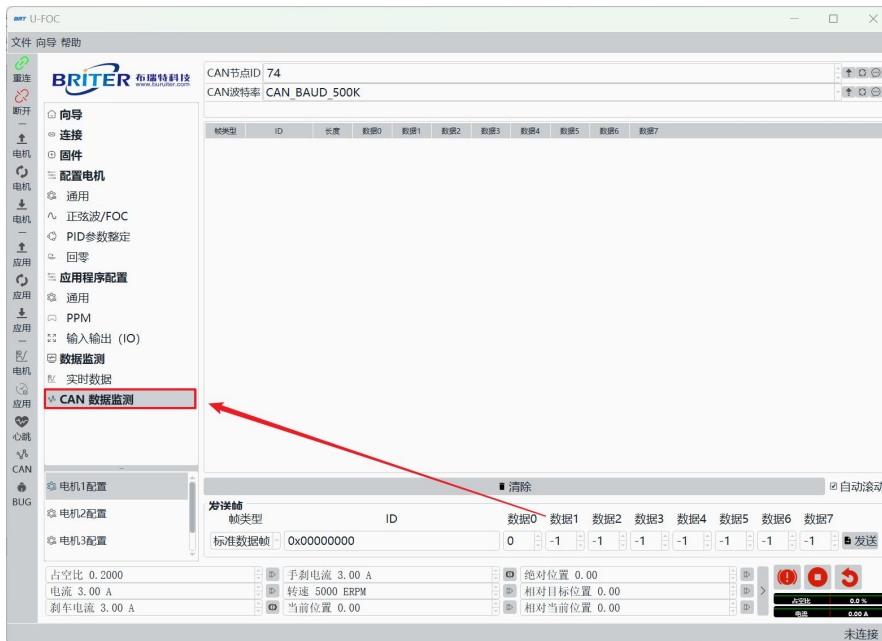 BRT U-FOC
文件 向导 帮助
重连
断开
电机
电机
电机
应用
应用
应用
电机
应用
心跳
CAN
BUG
BRITER 布瑞特科技
www.buruiter.com
向导
连接
固件
配置电机
通用
正弦波/FOC
PID参数整定
回零
应用程序配置
通用
PPM
输入输出（IO）
数据监测
实时数据
CAN 数据监测
电机1配置
电机2配置
电机3配置
CAN节点ID 74
CAN波特率 CAN_BAUD_500K
帧类型 ID 长度 数据0 数据1 数据2 数据3 数据4 数据5 数据6 数据7
清除 自动滚动
发送帧
帧类型 ID 数据0 数据1 数据2 数据3 数据4 数据5 数据6 数据7
标准数据帧 0x00000000 0 -1 -1 -1 -1 -1 -1 -1 发送
占空比 0.2000 手刹电流 3.00 A 绝对位置 0.00
电流 3.00 A 转速 5000 ERPM 相对目标位置 0.00
刹车电流 3.00 A 当前位置 0.00 相对当前位置 0.00
占空比 0.0 %
电流 0.00 A
未连接